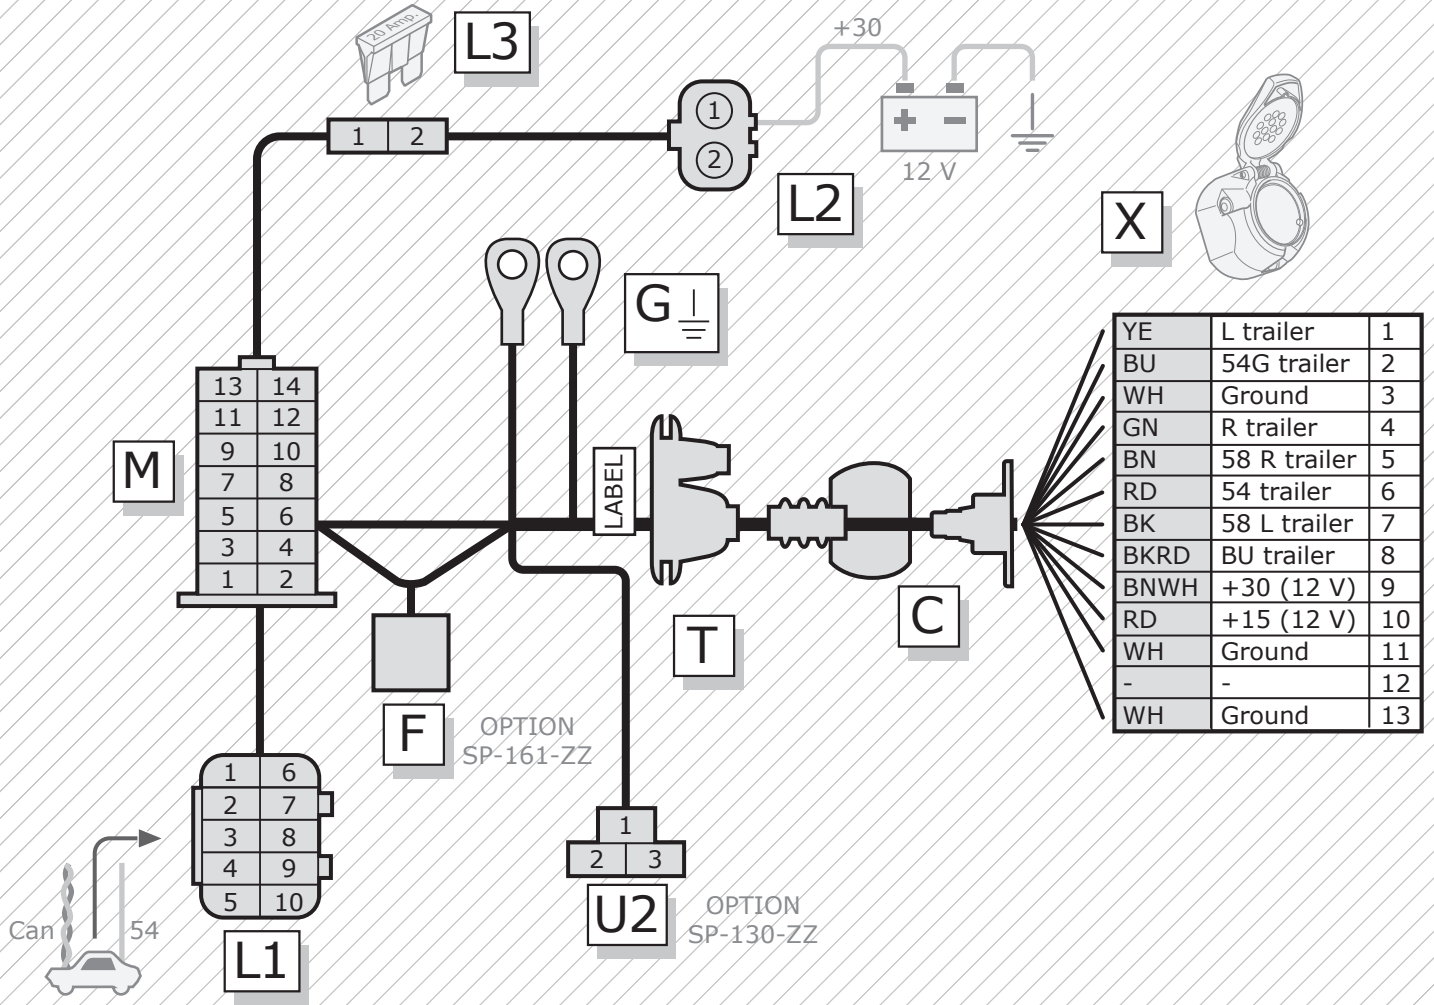 20 Amp.
L3
+30
1 2
1
2
+ -
12 V
L2
X
G
13 14
11 12
9 10
7 8
5 6
3 4
1 2
M
LABEL
T
C
YE L trailer 1
BU 54G trailer 2
WH Ground 3
GN R trailer 4
BN 58 R trailer 5
RD 54 trailer 6
BK 58 L trailer 7
BKRD BU trailer 8
BNWH +30 (12 V) 9
RD +15 (12 V) 10
WH Ground 11
- - 12
WH Ground 13
F
OPTION
SP-161-ZZ
1 6
2 7
3 8
4 9
5 10
L1
Can
54
1
2 3
U2
OPTION
SP-130-ZZ